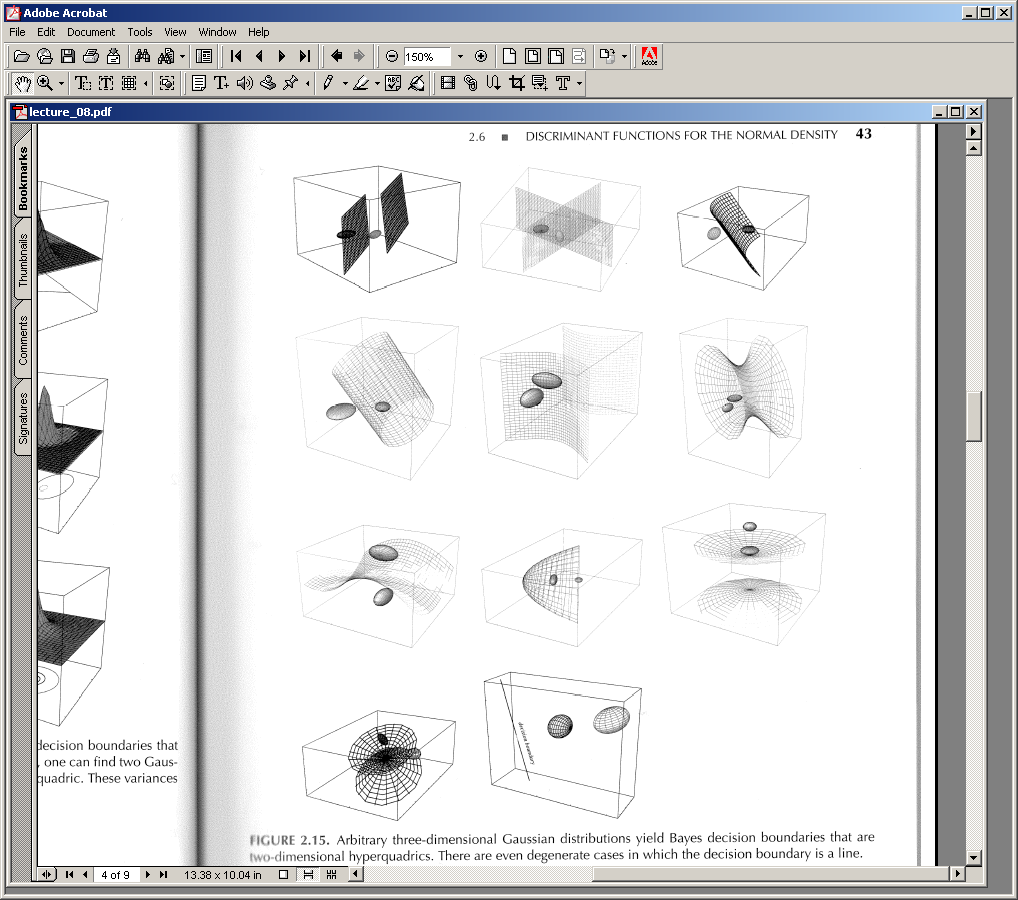 Adobe Acrobat
File Edit Document Tools View Window Help
150%
Adobe
lecture_08.pdf
Bookmarks
Thumbnails
Comments
Signatures
2.6 ■ DISCRIMINANT FUNCTIONS FOR THE NORMAL DENSITY 43
decision boundary
decision boundaries that
, one can find two Gaus-
quadric. These variances
FIGURE 2.15. Arbitrary three-dimensional Gaussian distributions yield Bayes decision boundaries that are
two-dimensional hyperquadrics. There are even degenerate cases in which the decision boundary is a line.
4 of 9
13.38 x 10.04 in